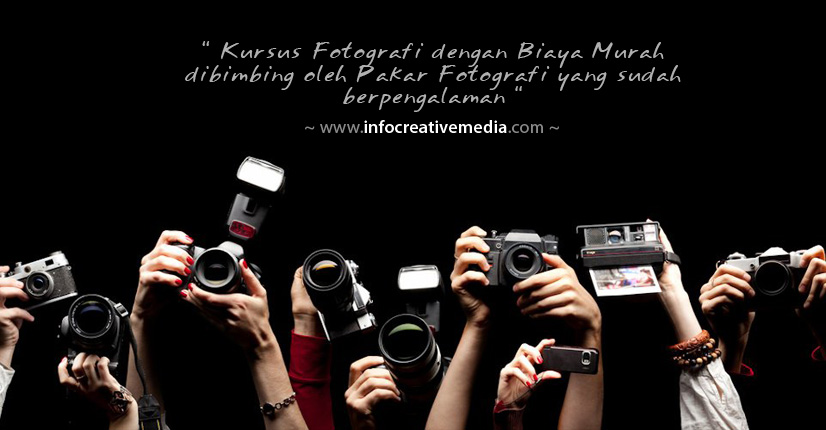 " Kursus Fotografi dengan Biaya Murah
dibimbing oleh Pakar Fotografi yang sudah
berpengalaman "
~ www.infocreativemedia.com ~